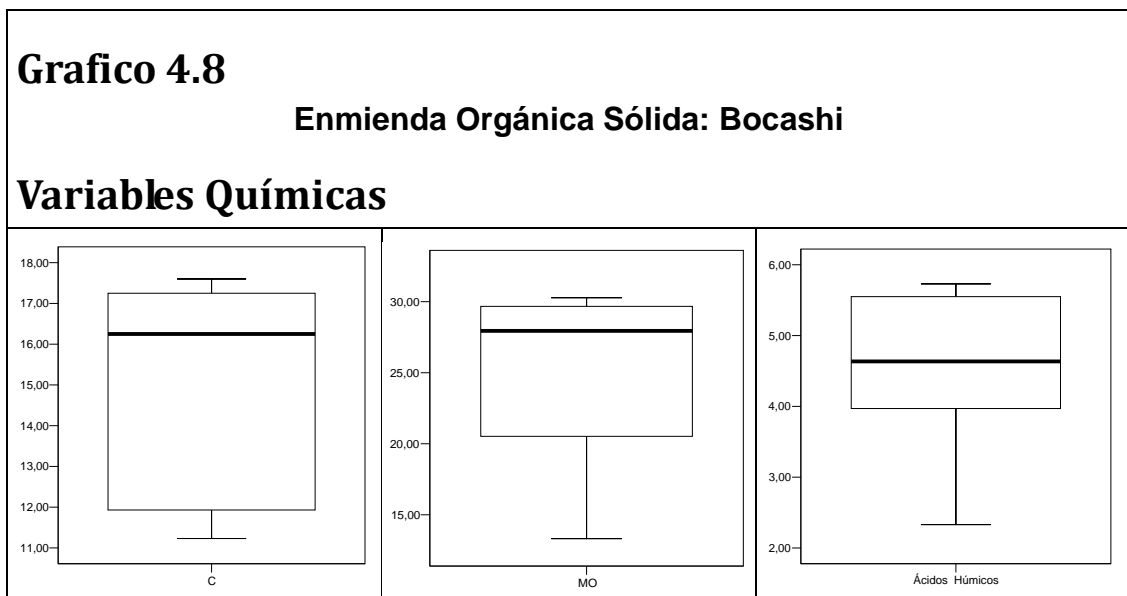 Grafico 4.8
Enmienda Orgánica Sólida: Bocashi
Variables Químicas
18,00
17,00
16,00
15,00
14,00
13,00
12,00
11,00
C
30,00
25,00
20,00
15,00
MO
6,00
5,00
4,00
3,00
2,00
Ácidos Húmicos